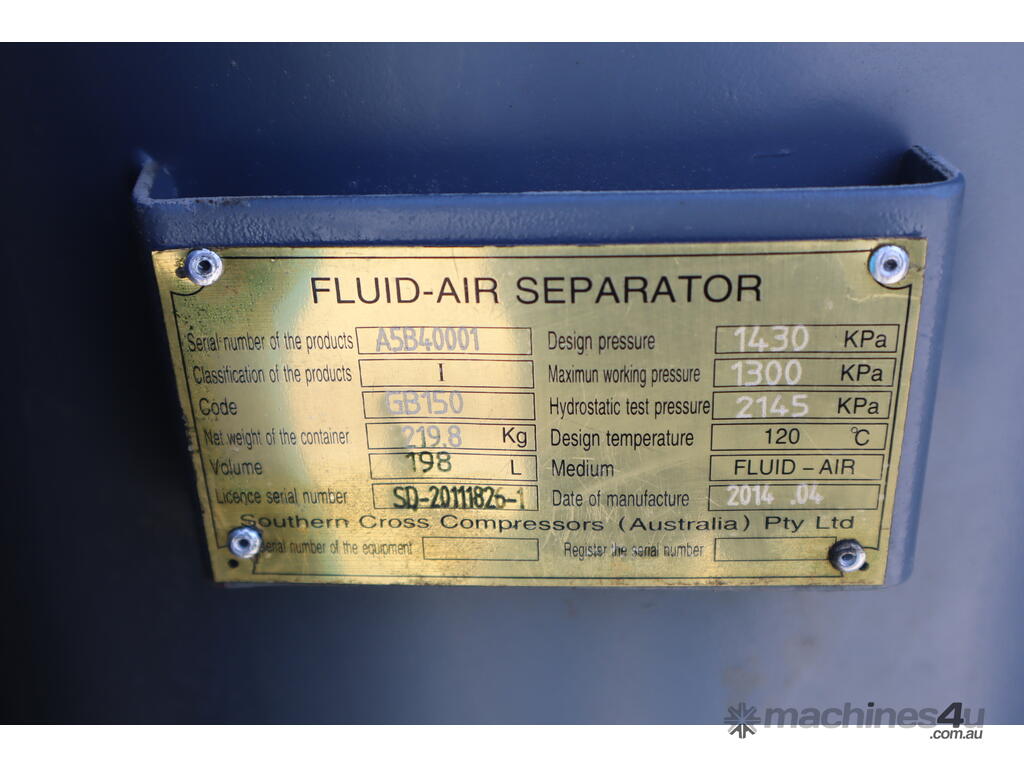 FLUID-AIR SEPARATOR
Serial number of the products A5B40001 Design pressure 1430 KPa
Classification of the products I Maximun working pressure 1300 KPa
Code GB150 Hydrostatic test pressure 2145 KPa
Net weight of the container 219.8 Kg Design temperature 120 °C
Volume 198 L Medium FLUID-AIR
Licence serial number SD-20111826-1 Date of manufacture 2014 .04
Southern Cross Compressors (Australia) Pty Ltd
Serial number of the equipment Register the serial number
machines4u
.com.au